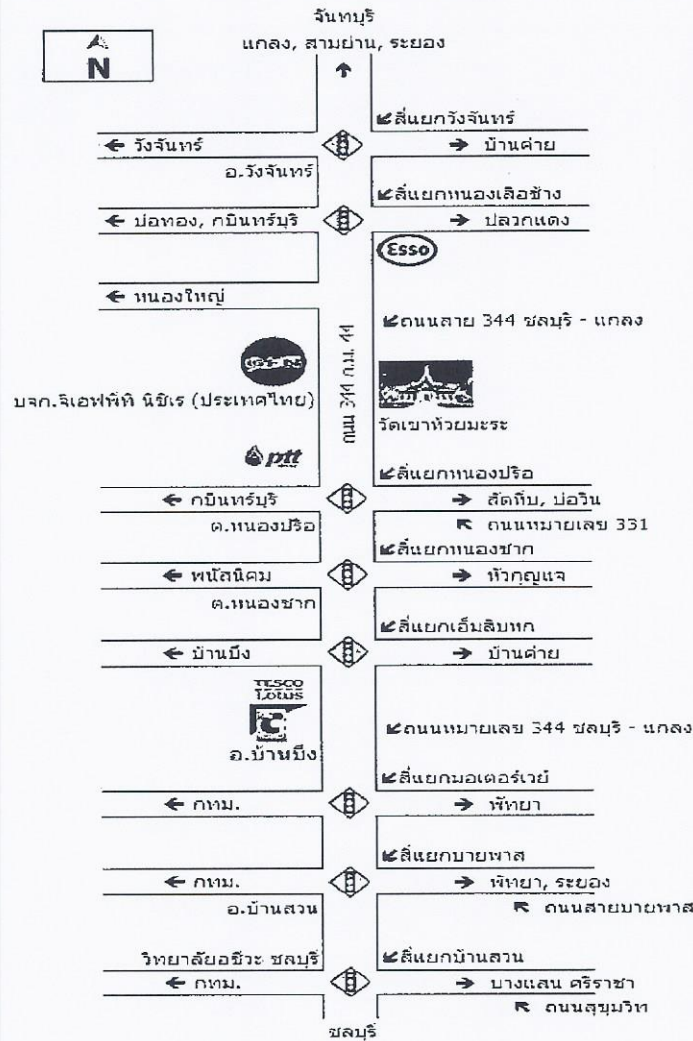 จันทบุรี
แกลง, สามย่าน, ระยอง
N
สี่แยกวังจันทร์
วังจันทร์
บ้านค่าย
อ.วังจันทร์
สี่แยกหนองเสือช้าง
บ่อทอง, กบินทร์บุรี
ปลวกแดง
Esso
หนองใหญ่
ถนนสาย 344 ชลบุรี - แกลง
ถนน 344 ก.ม. 44
บจก.จีเอฟพีที นิชิเร (ประเทศไทย)
วัดเขาห้วยมะระ
ptt
สี่แยกหนองปรือ
กบินทร์บุรี
สัตหีบ, บ่อวิน
ต.หนองปรือ
ถนนหมายเลข 331
สี่แยกหนองชาก
พนัสนิคม
หัวกุญแจ
ต.หนองชาก
สี่แยกเอ็มสิบหก
บ้านบึง
บ้านค่าย
TESCO
Lotus
อ.บ้านบึง
ถนนหมายเลข 344 ชลบุรี - แกลง
สี่แยกมอเตอร์เวย์
กทม.
พัทยา
สี่แยกบายพาส
กทม.
พัทยา, ระยอง
อ.บ้านสวน
ถนนสายบายพาส
วิทยาลัยอชีวะ ชลบุรี
สี่แยกบ้านสวน
กทม.
บางแสน ศรีราชา
ถนนสุขุมวิท
ชลบุรี